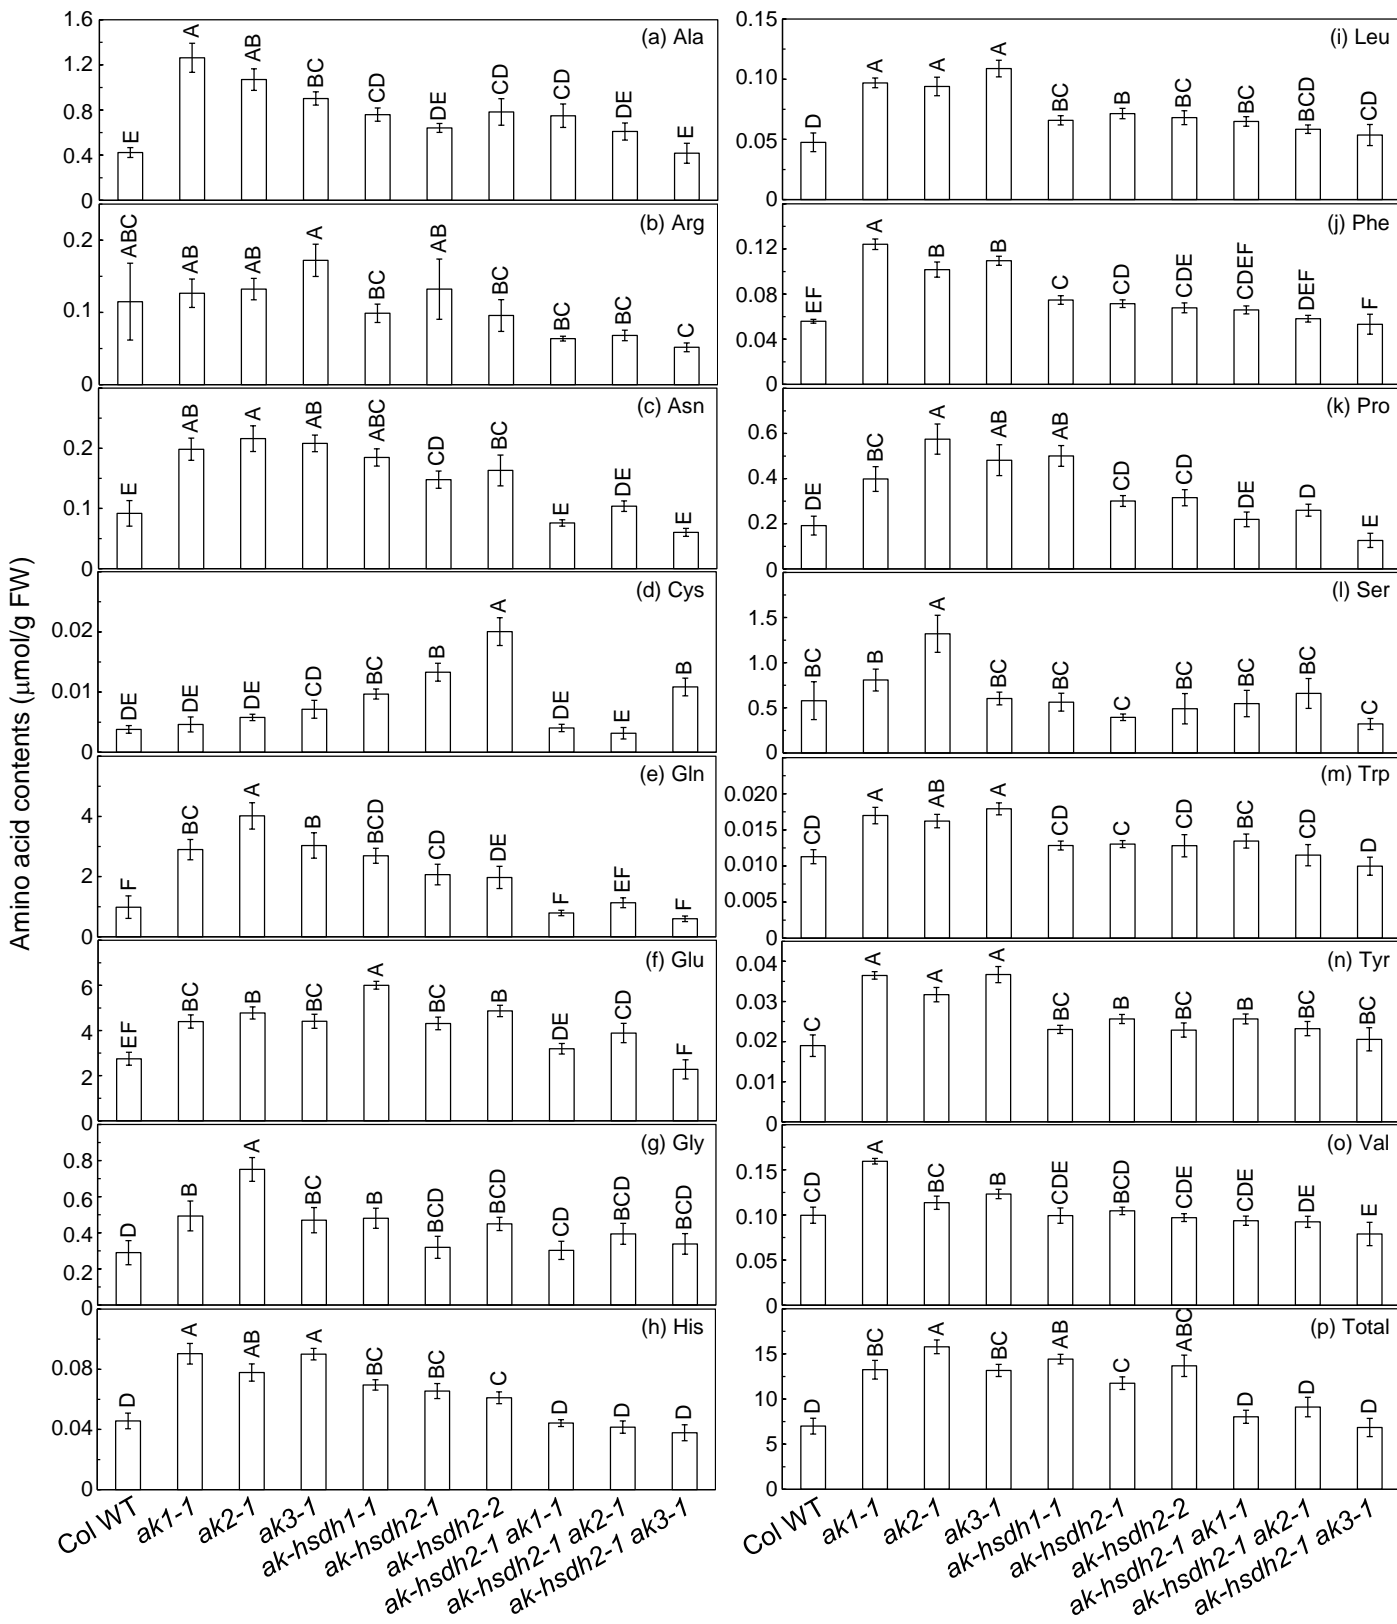 Amino acid contents (μmol/g FW)
(a) Ala
1.6
1.2
0.8
0.4
0
E A AB BC CD DE CD CD DE E
(b) Arg
0.2
0.1
0
ABC AB AB A BC AB BC BC BC C
(c) Asn
0.2
0.1
0
E AB A AB ABC CD BC E DE E
(d) Cys
0.02
0.01
0
DE DE DE CD BC B A DE E B
(e) Gln
4
2
0
F BC A B BCD CD DE F EF F
(f) Glu
6
4
2
0
EF BC B BC A BC B DE CD F
(g) Gly
0.8
0.6
0.4
0.2
0
D B A BC B BCD BCD CD BCD BCD
(h) His
0.08
0.04
0
D A AB A BC BC C D D D
Col WT
ak1-1
ak2-1
ak3-1
ak-hsdh1-1
ak-hsdh2-1
ak-hsdh2-2
ak-hsdh2-1 ak1-1
ak-hsdh2-1 ak2-1
ak-hsdh2-1 ak3-1
(i) Leu
0.15
0.10
0.05
0
D A A A BC B BC BC BCD CD
(j) Phe
0.12
0.08
0.04
0
EF A B B C CD CDE CDEF DEF F
(k) Pro
0.6
0.4
0.2
0
DE BC A AB AB CD CD DE D E
(l) Ser
1.5
1.0
0.5
0
BC B A BC BC C BC BC BC C
(m) Trp
0.020
0.015
0.010
0.005
0
CD A AB A CD C CD BC CD D
(n) Tyr
0.04
0.03
0.02
0.01
0
C A A A BC B BC B BC BC
(o) Val
0.15
0.10
0.05
0
CD A BC B CDE BCD CDE CDE DE E
(p) Total
15
10
5
0
D BC A BC AB C ABC D D D
Col WT
ak1-1
ak2-1
ak3-1
ak-hsdh1-1
ak-hsdh2-1
ak-hsdh2-2
ak-hsdh2-1 ak1-1
ak-hsdh2-1 ak2-1
ak-hsdh2-1 ak3-1